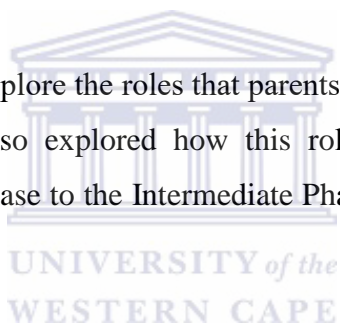 plore the roles that parents
so explored how this rol
ase to the Intermediate Pha
UNIVERSITY of the
WESTERN CAPE